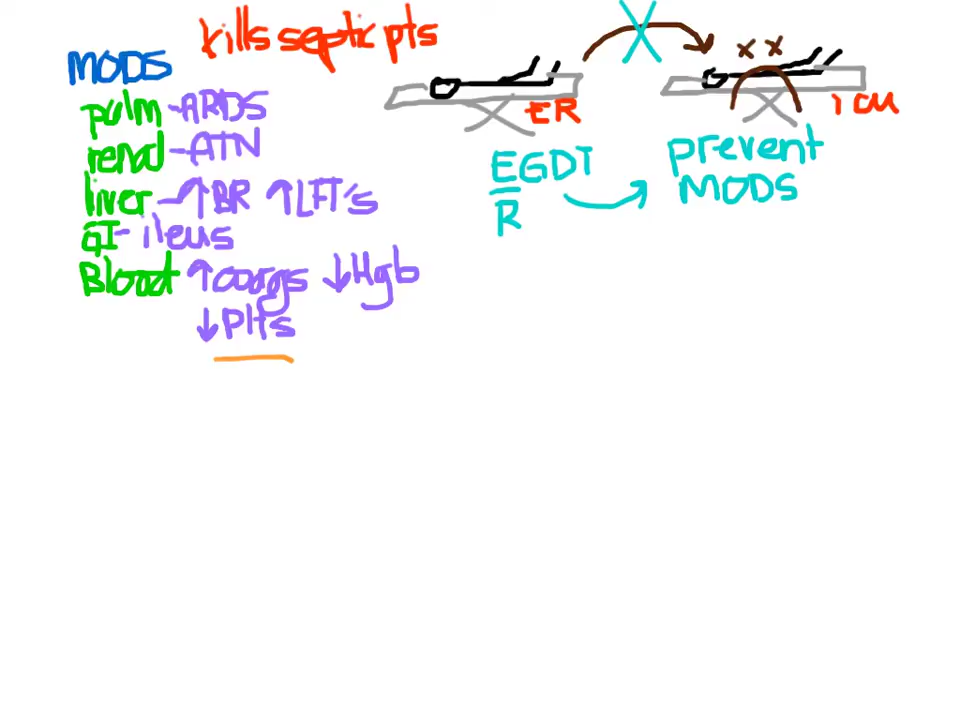 kills septic pts
MODS
pulm - ARDS
renal - ATN
liver - ↑BR ↑LFT's
GI - ileus
Blood ↑coags ↓Hgb
↓Plts
x x
ER
ICU
EGDT
R
prevent
MODS